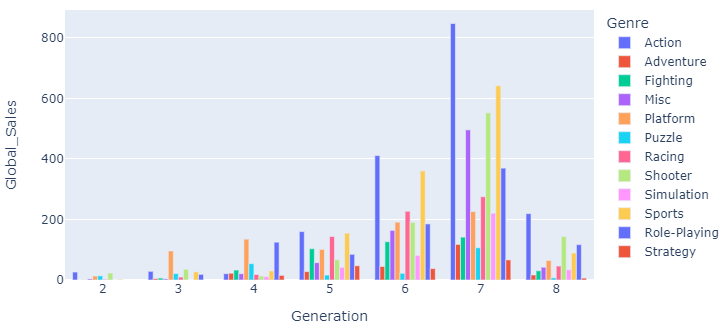 Genre
Action
Adventure
Fighting
Misc
Platform
Puzzle
Racing
Shooter
Simulation
Sports
Role-Playing
Strategy
Global_Sales
800
600
400
200
0
2 3 4 5 6 7 8
Generation